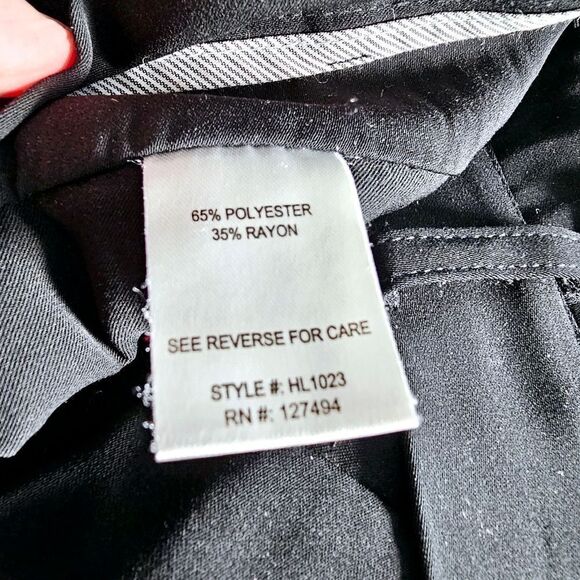 65% POLYESTER
35% RAYON
SEE REVERSE FOR CARE
STYLE #: HL1023
RN #: 127494